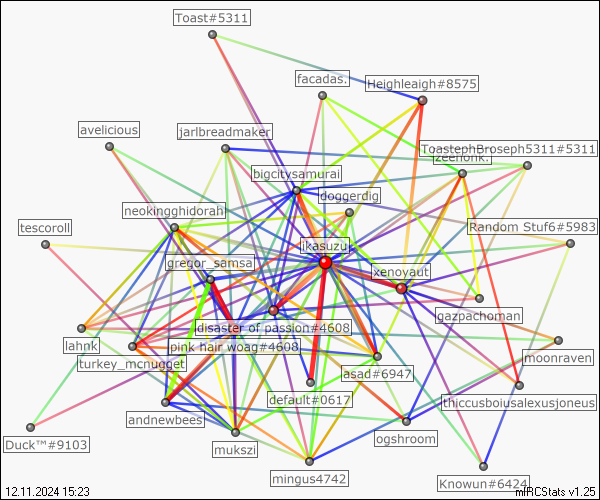 Toast#5311
facadas.
Heighleaigh#8575
avelicious
jarlbreadmaker
ToastephBroseph5311#5311
zeehonk.
bigcitysamurai
doggerdig
neokingghidorah
tescoroll
Random Stuf6#5983
ikasuzu
gregor_samsa
xenoyaut
gazpachoman
disaster of passion#4608
lahnk
pink hair woag#4608
moonraven
turkey_mcnugget
asad#6947
default#0617
thiccusboiusalexusjoneus
andnewbees
Duck™#9103
ogshroom
mukszi
mingus4742
Knowun#6424
12.11.2024 15:23
mIRCStats v1.25